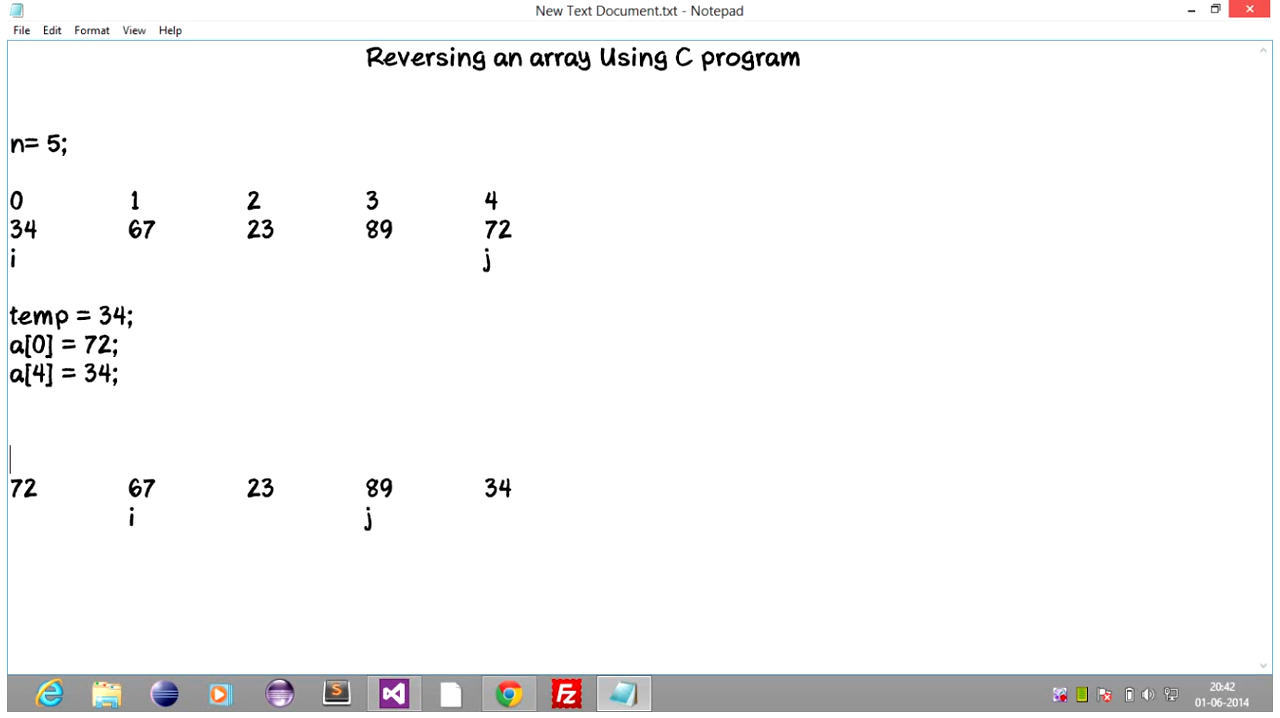 New Text Document.txt - Notepad
File Edit Format View Help
Reversing an array Using C program
n= 5;
0 1 2 3 4
34 67 23 89 72
i j
temp = 34;
a[0] = 72;
a[4] = 34;
72 67 23 89 34
i j
20:42
01-06-2014